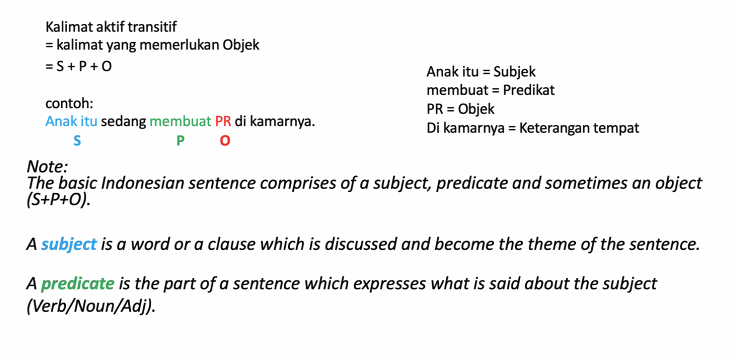 Kalimat aktif transitif
= kalimat yang memerlukan Objek
= S + P + O
contoh:
Anak itu sedang membuat PR di kamarnya.
S P O
Anak itu = Subjek
membuat = Predikat
PR = Objek
Di kamarnya = Keterangan tempat
Note:
The basic Indonesian sentence comprises of a subject, predicate and sometimes an object
(S+P+O).
A subject is a word or a clause which is discussed and become the theme of the sentence.
A predicate is the part of a sentence which expresses what is said about the subject
(Verb/Noun/Adj).